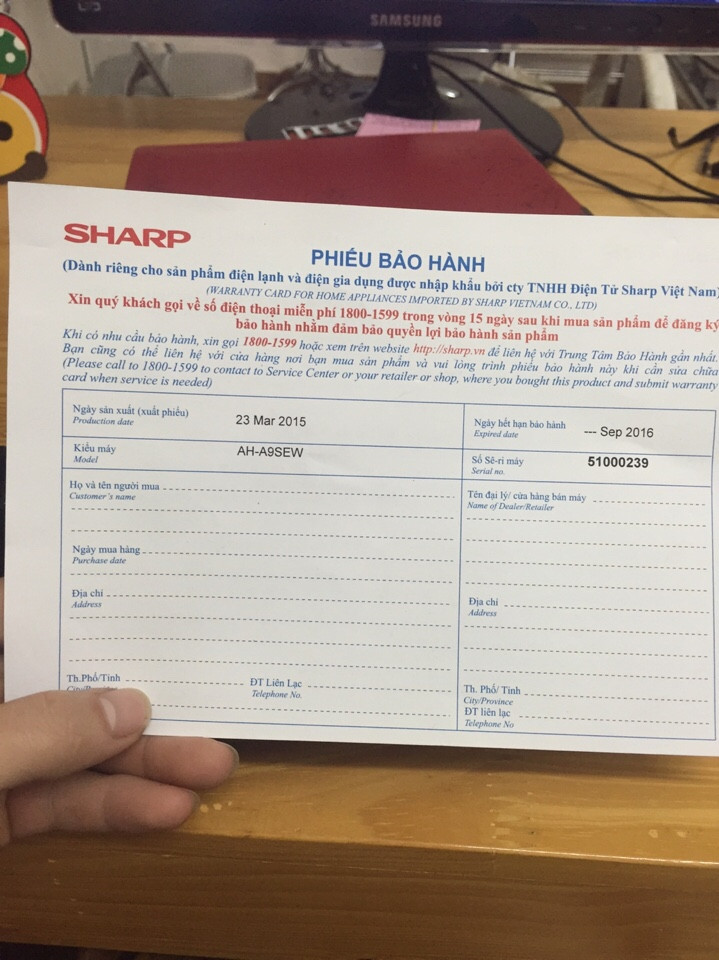 SAMSUNG
SHARP
PHIẾU BẢO HÀNH
(Dành riêng cho sản phẩm điện lạnh và điện gia dụng được nhập khẩu bởi cty TNHH Điện Tử Sharp Việt Nam)
(WARRANTY CARD FOR HOME APPLIANCES IMPORTED BY SHARP VIETNAM CO., LTD)
Xin quý khách gọi về số điện thoại miễn phí 1800-1599 trong vòng 15 ngày sau khi mua sản phẩm để đăng ký
bảo hành nhằm đảm bảo quyền lợi bảo hành sản phẩm
Khi có nhu cầu bảo hành, xin gọi 1800-1599 hoặc xem trên website http://sharp.vn để liên hệ với Trung Tâm Bảo Hành gần nhất.
Bạn cũng có thể liên hệ với cửa hàng nơi bạn mua sản phẩm và vui lòng trình phiếu bảo hành này khi cần sửa chữa
(Please call to 1800-1599 to contact to Service Center or your retailer or shop, where you bought this product and submit warranty
card when service is needed)
Ngày sản xuất (xuất phiếu) 23 Mar 2015
Production date
Ngày hết hạn bảo hành --- Sep 2016
Expired date
Kiểu máy AH-A9SEW
Model
Số Sê-ri máy 51000239
Serial no.
Họ và tên người mua
Customer's name
Tên đại lý/ cửa hàng bán máy
Name of Dealer/Retailer
Ngày mua hàng
Purchase date
Địa chỉ
Address
Địa chỉ
Address
Th.Phố/Tỉnh
ĐT Liên Lạc
Telephone No.
Th. Phố/ Tỉnh
City/Province
ĐT liên lạc
Telephone No